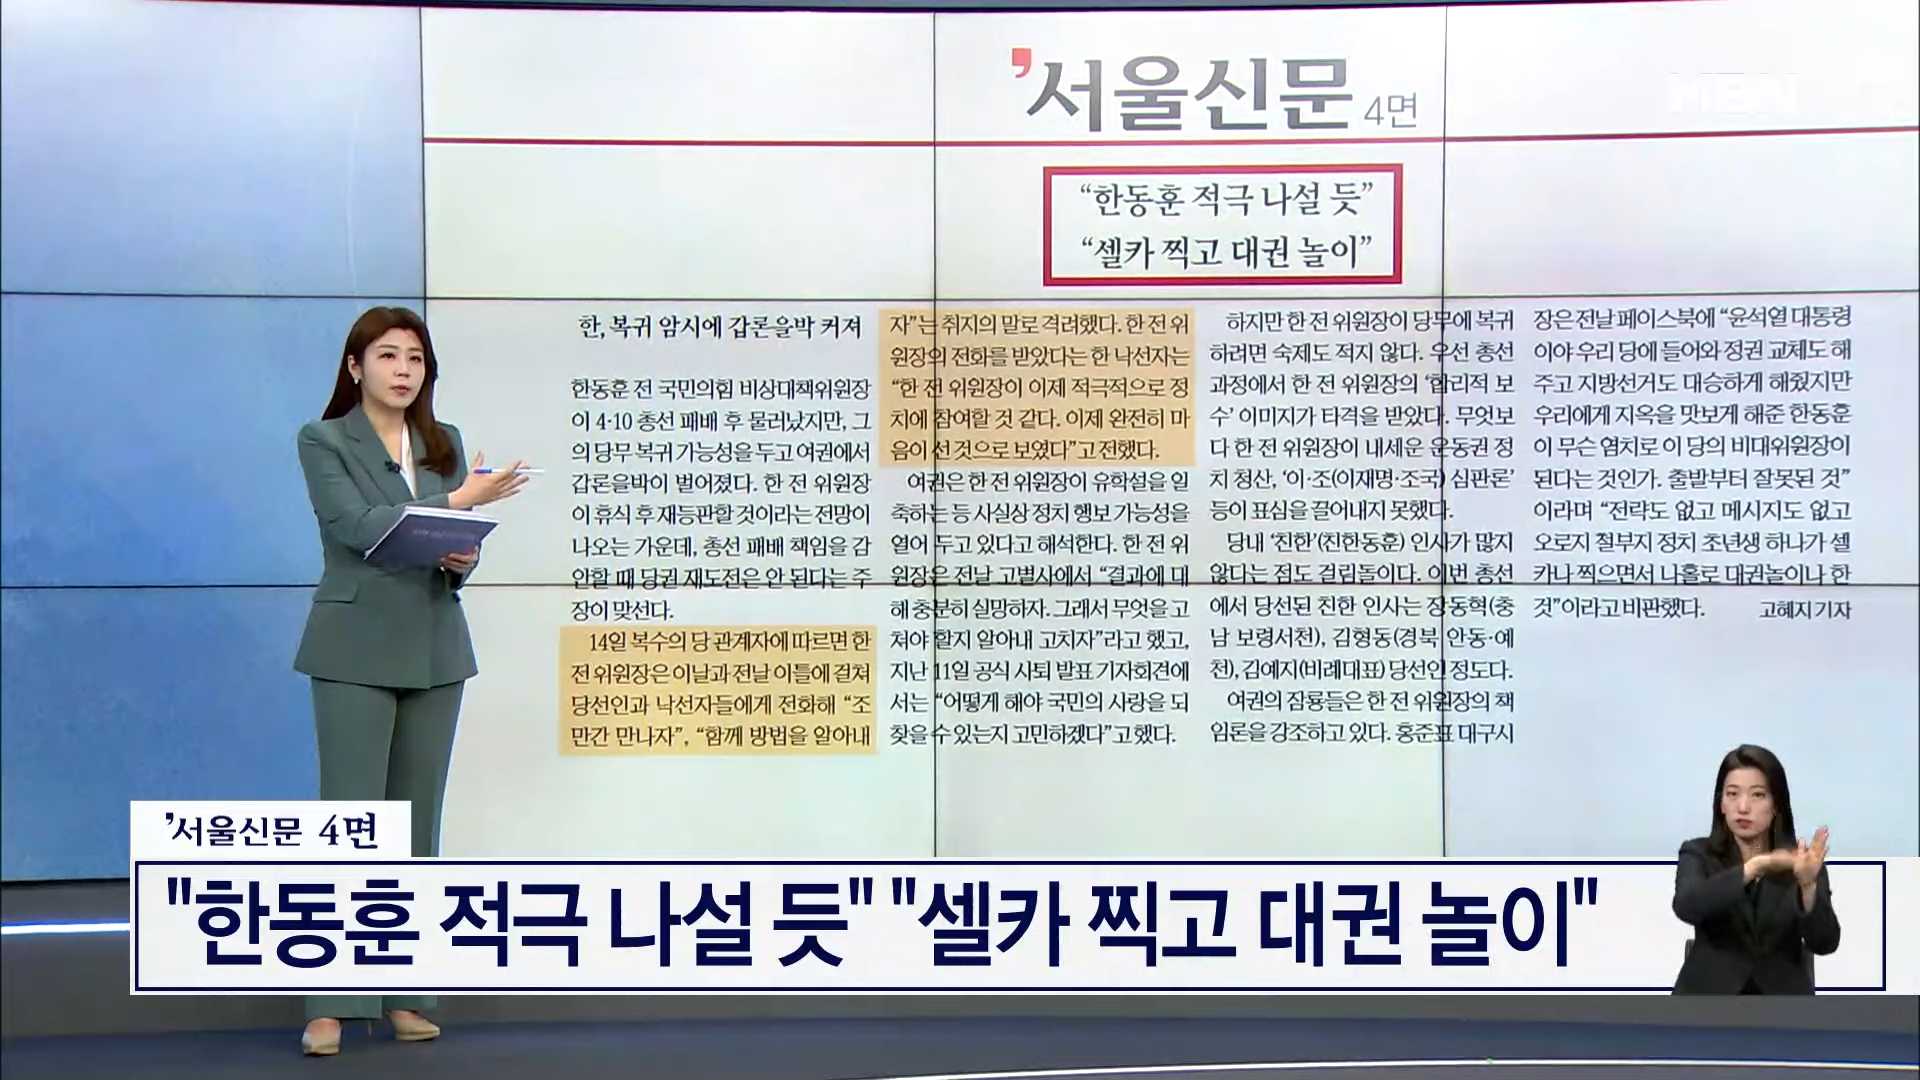 '서울신문 4면
MBN
“한동훈 적극 나설 듯”
“셀카 찍고 대권 놀이”
한, 복귀 암시에 갑론을박 커져
한동훈 전 국민의힘 비상대책위원장
이 4·10 총선 패배 후 물러났지만, 그
의 당무 복귀 가능성을 두고 여권에서
갑론을박이 벌어졌다. 한 전 위원장
이 휴식 후 재등판할 것이라는 전망이
나오는 가운데, 총선 패배 책임을 감
안할 때 당권 재도전은 안 된다는 주
장이 맞선다.
14일 복수의 당 관계자에 따르면 한
전 위원장은 이날과 전날 이틀에 걸쳐
당선인과 낙선자들에게 전화해 “조
만간 만나자”, “함께 방법을 알아내
자”는 취지의 말로 격려했다. 한 전 위
원장의 전화를 받았다는 한 낙선자는
“한 전 위원장이 이제 적극적으로 정
치에 참여할 것 같다. 이제 완전히 마
음이 선 것으로 보였다”고 전했다.
여권은 한 전 위원장이 유학설을 일
축하는 등 사실상 정치 행보 가능성을
열어 두고 있다고 해석한다. 한 전 위
원장은 전날 고별사에서 “결과에 대
해 충분히 실망하자. 그래서 무엇을 고
쳐야 할지 알아내 고치자”라고 했고,
지난 11일 공식 사퇴 발표 기자회견에
서는 “어떻게 해야 국민의 사랑을 되
찾을 수 있는지 고민하겠다”고 했다.
하지만 한 전 위원장이 당무에 복귀
하려면 숙제도 적지 않다. 우선 총선
과정에서 한 전 위원장의 ‘합리적 보
수’ 이미지가 타격을 받았다. 무엇보
다 한 전 위원장이 내세운 운동권 정
치 청산, ‘이·조(이재명·조국) 심판론’
등이 표심을 끌어내지 못했다.
당내 ‘친한’(친한동훈) 인사가 많지
않다는 점도 걸림돌이다. 이번 총선
에서 당선된 친한 인사는 장동혁(충
남 보령서천), 김형동(경북 안동·예
천), 김예지(비례대표) 당선인 정도다.
여권의 잠룡들은 한 전 위원장의 책
임론을 강조하고 있다. 홍준표 대구시
장은 전날 페이스북에 “윤석열 대통령
이야 우리 당에 들어와 정권 교체도 해
주고 지방선거도 대승하게 해줬지만
우리에게 지옥을 맛보게 해준 한동훈
이 무슨 염치로 이 당의 비대위원장이
된다는 것인가. 출발부터 잘못된 것”
이라며 “전략도 없고 메시지도 없고
오로지 철부지 정치 초년생 하나가 셀
카나 찍으면서 나홀로 대권놀이나 한
것”이라고 비판했다. 고혜지 기자
'서울신문 4면
"한동훈 적극 나설 듯" "셀카 찍고 대권 놀이"